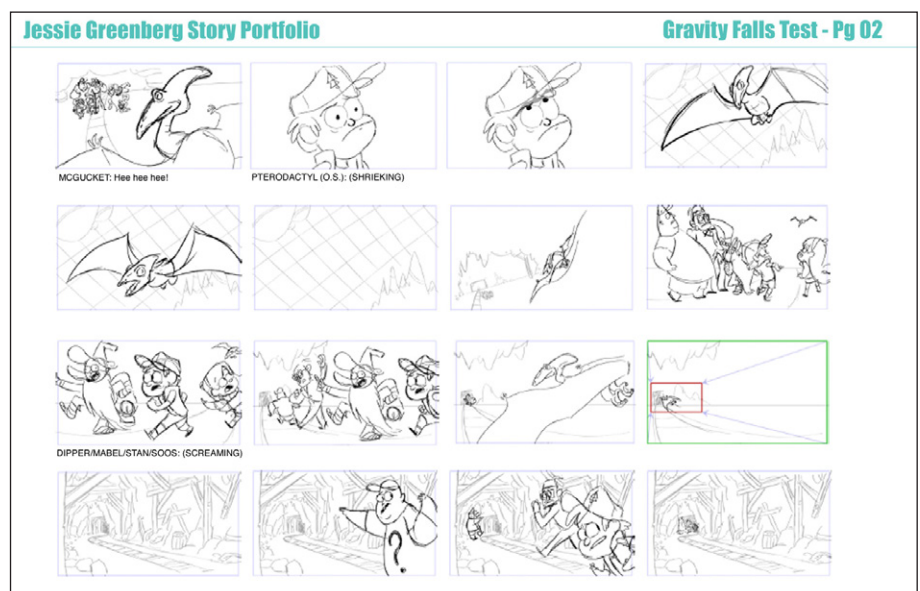 Jessie Greenberg Story Portfolio
Gravity Falls Test - Pg 02
MCGUCKET: Hee hee hee!
PTERODACTYL (O.S.): (SHRIEKING)
DIPPER/MABEL/STAN/SOOS: (SCREAMING)
?